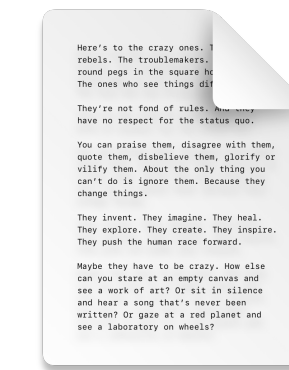 Here's to the crazy ones.
rebels. The troublemakers.
round pegs in the square
The ones who see things
They're not fond of rules. And they
have no respect for the status quo.
You can praise them, disagree with them,
quote them, disbelieve them, glorify or
vilify them. About the only thing you
can't do is ignore them. Because they
change things.
They invent. They imagine. They heal.
They explore. They create. They inspire.
They push the human race forward.
Maybe they have to be crazy. How else
can you stare at an empty canvas and
see a work of art? Or sit in silence
and hear a song that's never been
written? Or gaze at a red planet and
see a laboratory on wheels?